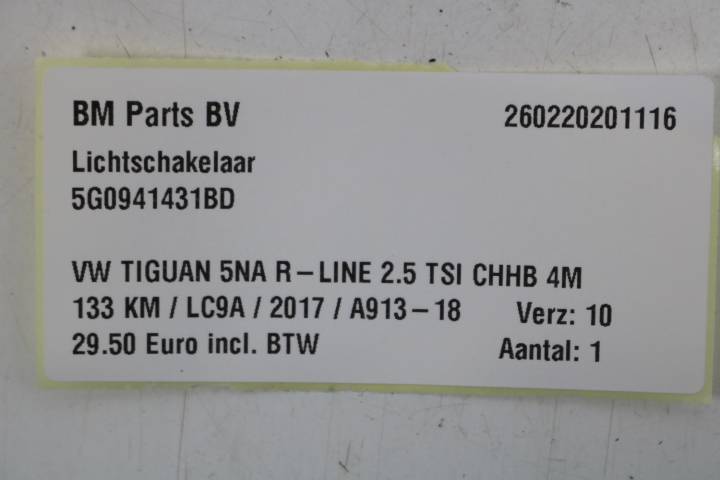 BM Parts BV 260220201116
Lichtschakelaar
5G0941431BD
VW TIGUAN 5NA R-LINE 2.5 TSI CHHB 4M
133 KM / LC9A / 2017 / A913-18 Verz: 10
29.50 Euro incl. BTW Aantal: 1